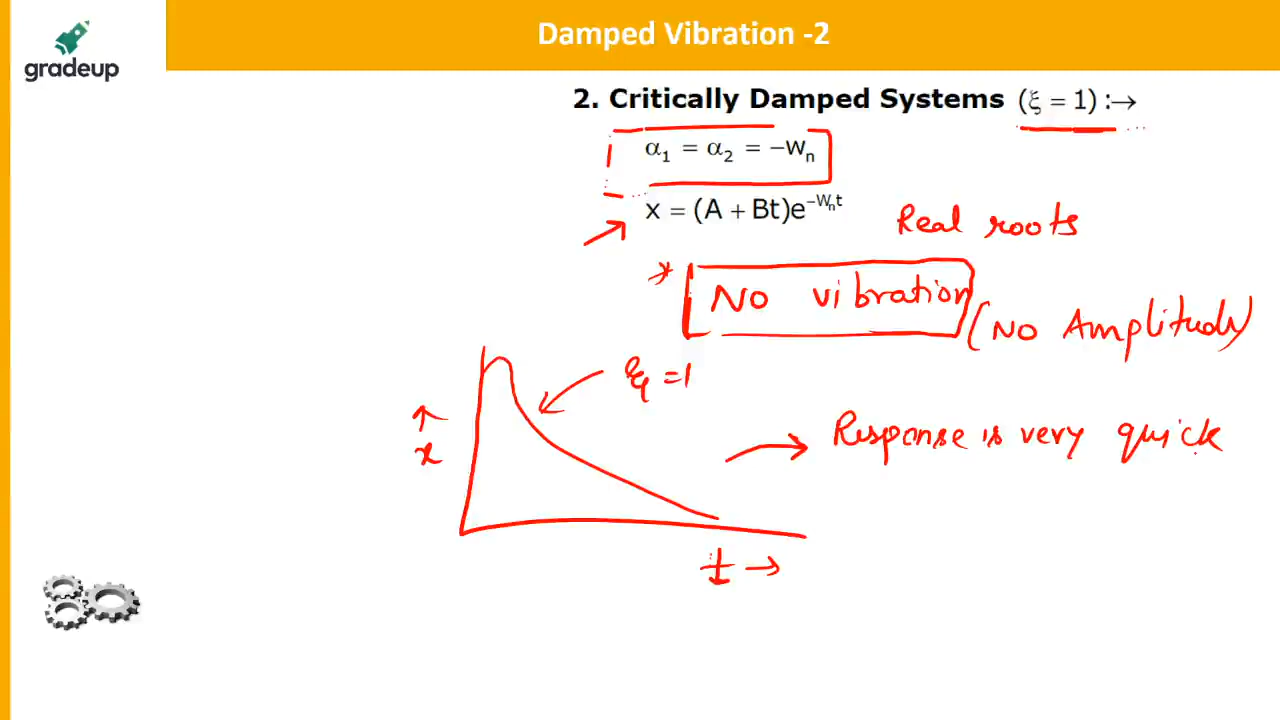 Damped Vibration -2
gradeup
2. Critically Damped Systems (ξ = 1) :→
α₁ = α₂ = −wₙ
x = (A + Bt)e^−Wₙt
Real roots
* No vibration
(No Amplitude)
ξ = 1
↑
x
→ Response is very quick
t →